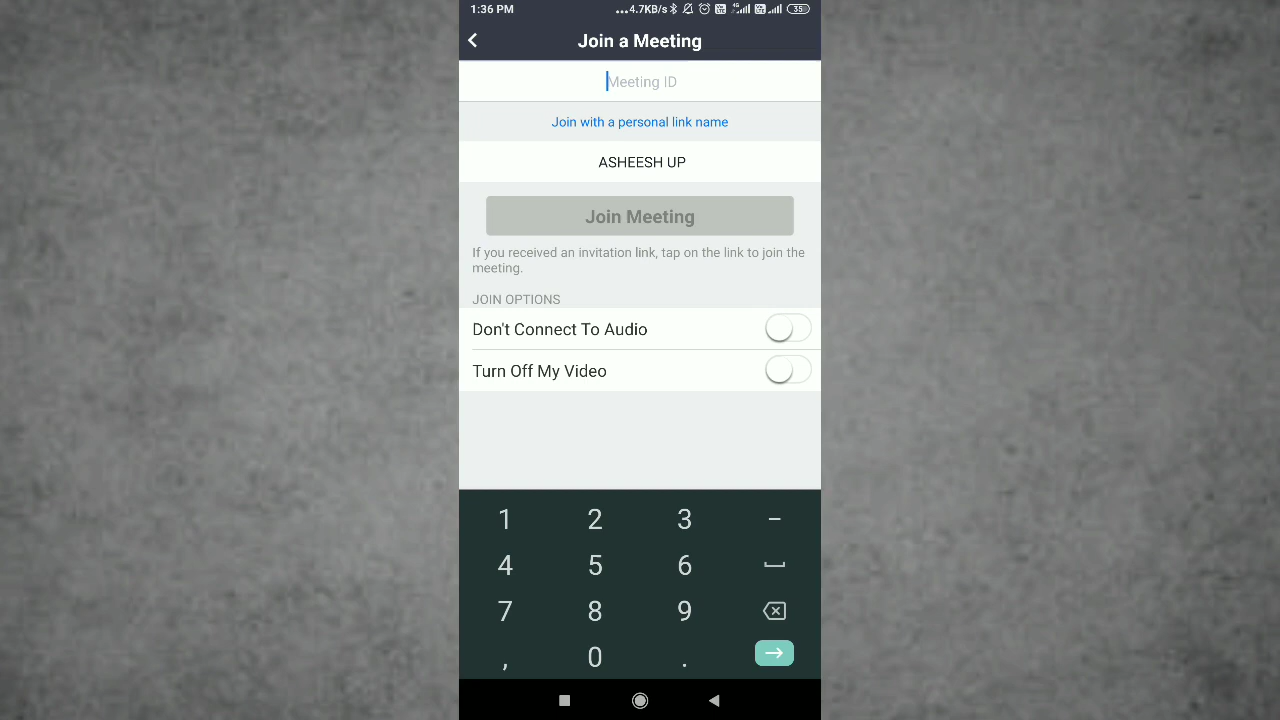 1:36 PM
...4.7KB/s 4G 35
Join a Meeting
Meeting ID
Join with a personal link name
ASHEESH UP
Join Meeting
If you received an invitation link, tap on the link to join the
meeting.
JOIN OPTIONS
Don't Connect To Audio
Turn Off My Video
1 2 3 –
4 5 6
7 8 9
, 0 .